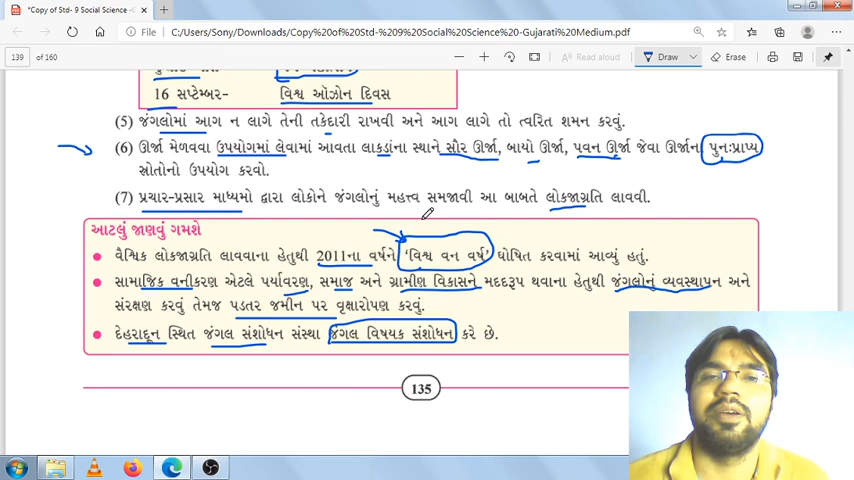 *Copy of Std- 9 Social Science -G
File
C:/Users/Sony/Downloads/Copy%20of%20Std-%209%20Social%20Science%20-Gujarati%20Medium.pdf
139 of 160
Read aloud
Draw
Erase
16 સપ્ટેમ્બર- વિશ્વ ઓઝોન દિવસ
(5) જંગલોમાં આગ ન લાગે તેની તકેદારી રાખવી અને આગ લાગે તો ત્વરિત શમન કરવું.
(6) ઊર્જા મેળવવા ઉપયોગમાં લેવામાં આવતા લાકડાંના સ્થાને સૌર ઊર્જા, બાયો ઊર્જા, પવન ઊર્જા જેવા ઊર્જાન પુનઃપ્રાપ્ય
સ્રોતોનો ઉપયોગ કરવો.
(7) પ્રચાર-પ્રસાર માધ્યમો દ્વારા લોકોને જંગલોનું મહત્ત્વ સમજાવી આ બાબતે લોકજાગ્રતિ લાવવી.
આટલું જાણવું ગમશે
● વૈશ્વિક લોકજાગ્રતિ લાવવાના હેતુથી 2011ના વર્ષને ‘વિશ્વ વન વર્ષ’ ઘોષિત કરવામાં આવ્યું હતું.
● સામાજિક વનીકરણ એટલે પર્યાવરણ, સમાજ અને ગ્રામીણ વિકાસને મદદરૂપ થવાના હેતુથી જંગલોનું વ્યવસ્થાપન અને
સંરક્ષણ કરવું તેમજ પડતર જમીન પર વૃક્ષારોપણ કરવું.
● દેહરાદૂન સ્થિત જંગલ સંશોધન સંસ્થા જંગલ વિષયક સંશોધન કરે છે.
135